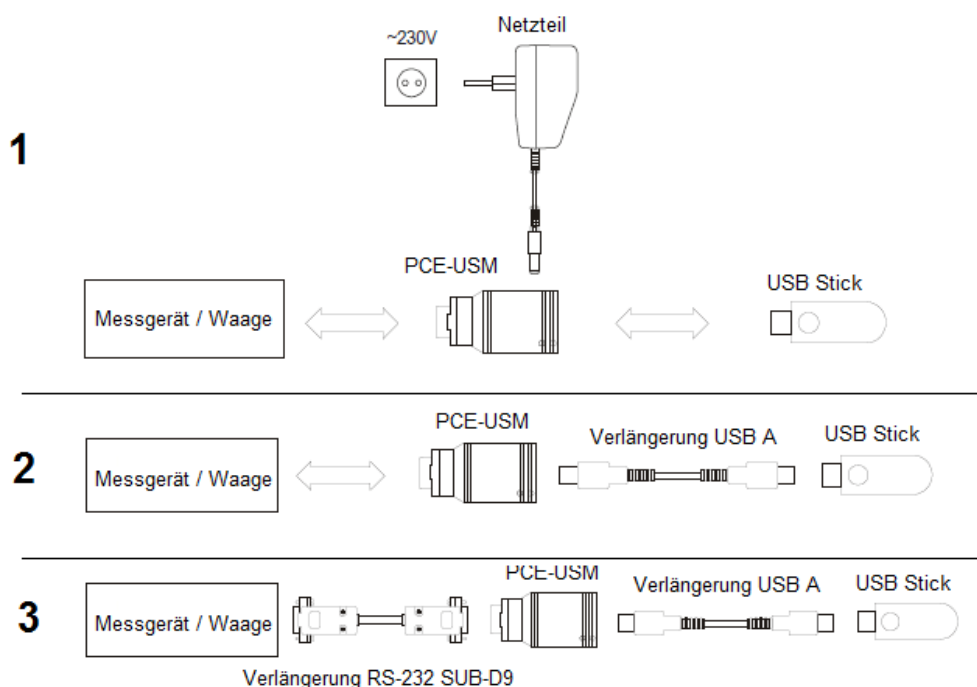 Netzteil
~230V
1
PCE-USM
USB Stick
Messgerät / Waage
PCE-USM
Verlängerung USB A
USB Stick
2
Messgerät / Waage
PCE-USM
Verlängerung USB A
USB Stick
3
Messgerät / Waage
Verlängerung RS-232 SUB-D9